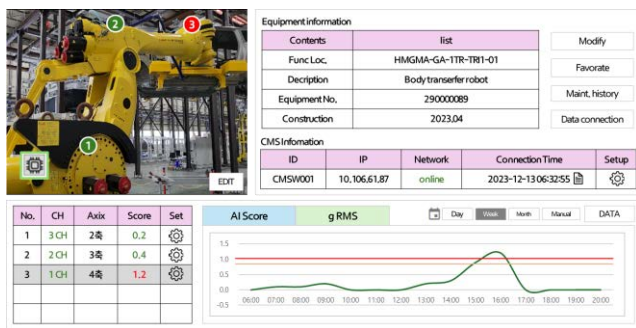 2
3
1
EDIT
Equipment information
Contents list
Func Loc. HMGMA-GA-1TR-TRI1-01
Decription Body transerfer robot
Equipment No. 290000089
Construction 2023.04
Modify
Favorate
Maint. history
Data connection
CMS Infomation
ID IP Network Connection Time Setup
CMSW001 10.106.61.87 online 2023-12-13 06:32:55
No. CH Axix Score Set
1 3 CH 2축 0.2
2 2 CH 3축 0.4
3 1 CH 4축 1.2
AI Score g RMS Day Week Month Manual DATA
1.5
1.0
0.5
0.0
-0.5
06:00 07:00 08:00 09:00 10:00 11:00 12:00 13:00 14:00 15:00 16:00 17:00 18:00 19:00 20:00